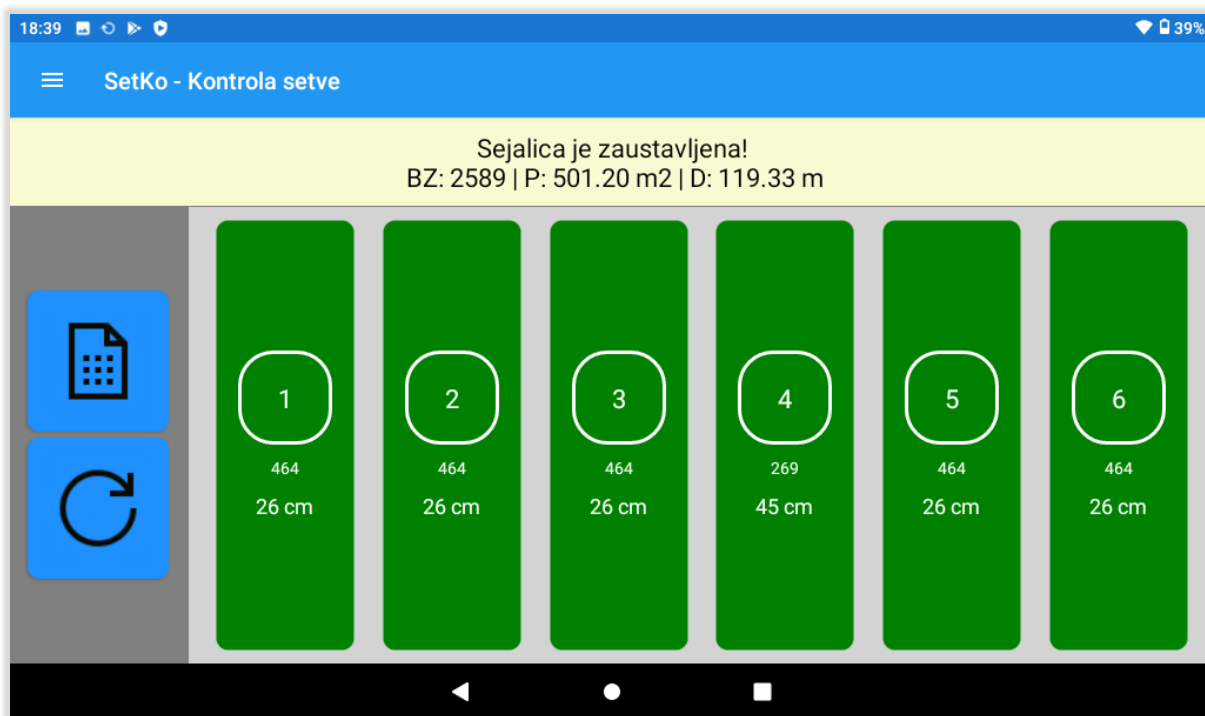 18:39 39%
SetKo - Kontrola setve
Sejalica je zaustavljena!
BZ: 2589 | P: 501.20 m2 | D: 119.33 m
1 2 3 4 5 6
464 464 464 269 464 464
26 cm 26 cm 26 cm 45 cm 26 cm 26 cm